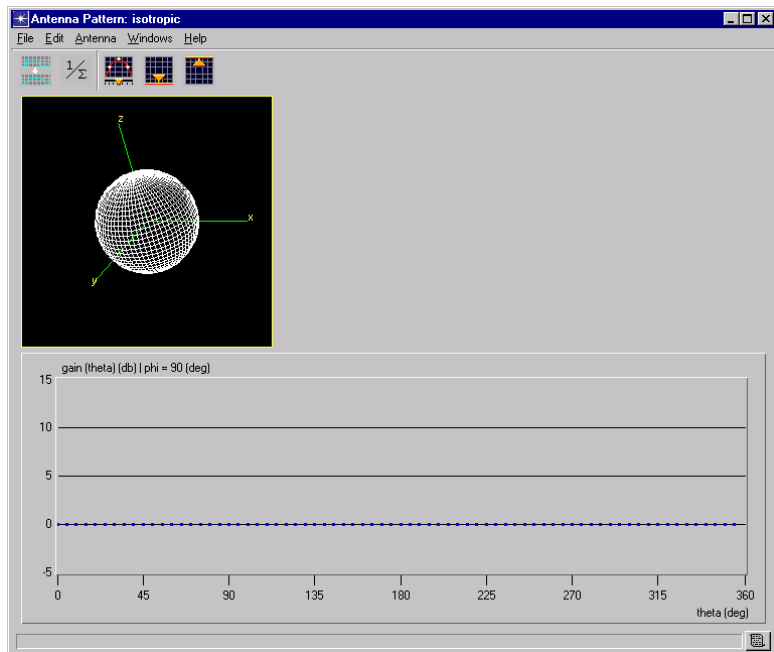 Antenna Pattern: isotropic
File Edit Antenna Windows Help
1/Σ
z
x
y
gain (theta) (db) | phi = 90 (deg)
15
10
5
0
-5
0 45 90 135 180 225 270 315 360
theta (deg)